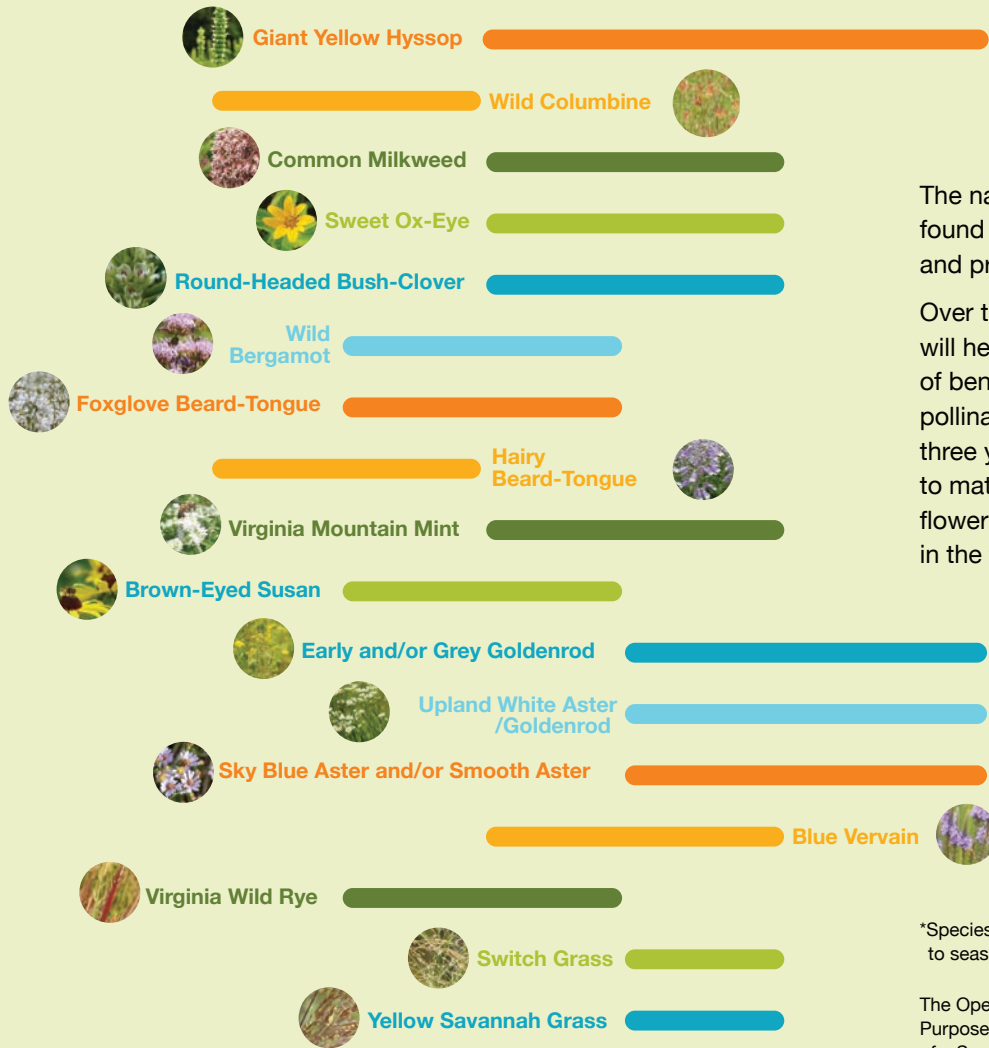 Giant Yellow Hyssop
Wild Columbine
Common Milkweed
Sweet Ox-Eye
Round-Headed Bush-Clover
Wild
Bergamot
Foxglove Beard-Tongue
Hairy
Beard-Tongue
Virginia Mountain Mint
Brown-Eyed Susan
Early and/or Grey Goldenrod
Upland White Aster
/Goldenrod
Sky Blue Aster and/or Smooth Aster
Blue Vervain
Virginia Wild Rye
Switch Grass
Yellow Savannah Grass
The na
found
and pr
Over t
will he
of ben
pollina
three y
to mat
flower
in the
*Species
to seas
The Ope
Purpose